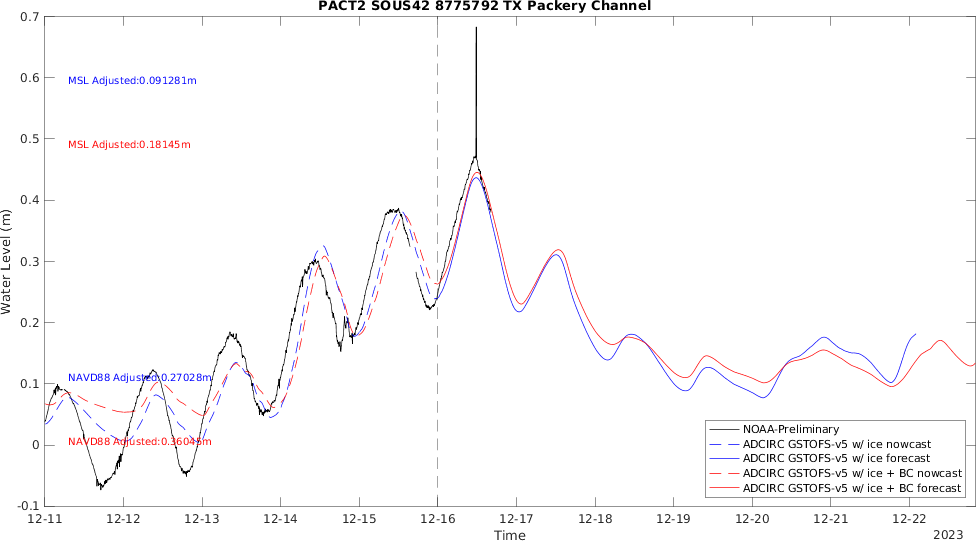 PACT2 SOUS42 8775792 TX Packery Channel
0.7
0.6
0.5
0.4
0.3
0.2
0.1
0
-0.1
Water Level (m)
MSL Adjusted:0.091281m
MSL Adjusted:0.18145m
NAVD88 Adjusted:0.27028m
NAVD88 Adjusted:0.36045m
NOAA-Preliminary
ADCIRC GSTOFS-v5 w/ ice nowcast
ADCIRC GSTOFS-v5 w/ ice forecast
ADCIRC GSTOFS-v5 w/ ice + BC nowcast
ADCIRC GSTOFS-v5 w/ ice + BC forecast
12-11 12-12 12-13 12-14 12-15 12-16 12-17 12-18 12-19 12-20 12-21 12-22
Time
2023